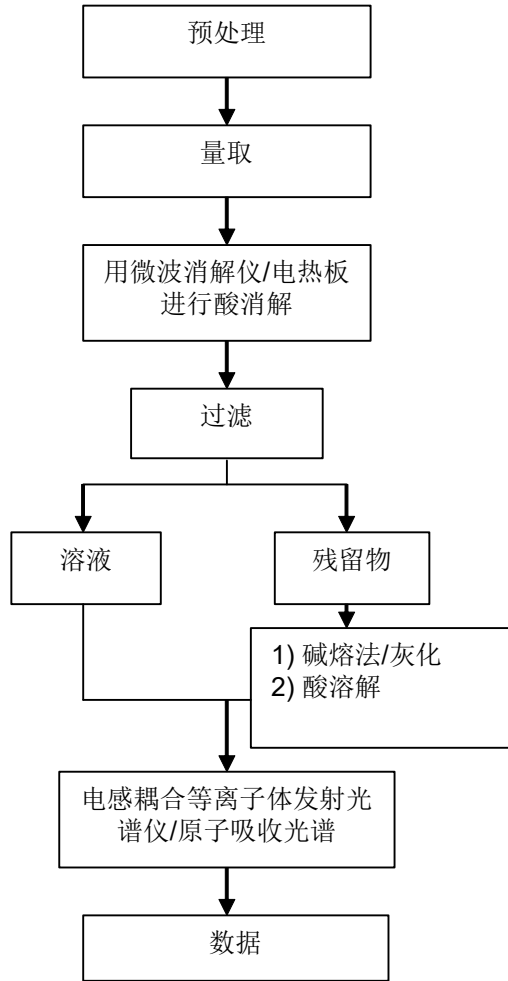 预处理
量取
用微波消解仪/电热板
进行酸消解
过滤
溶液
残留物
1) 碱熔法/灰化
2) 酸溶解
电感耦合等离子体发射光
谱仪/原子吸收光谱
数据